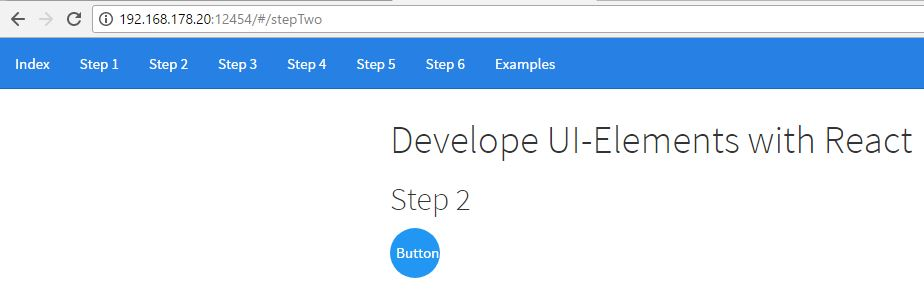 192.168.178.20:12454/#/stepTwo
Index Step 1 Step 2 Step 3 Step 4 Step 5 Step 6 Examples
Develope UI-Elements with React
Step 2
Button